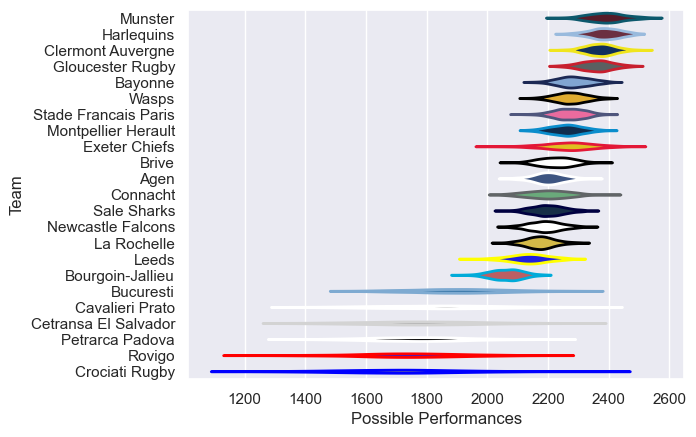 Munster
Harlequins
Clermont Auvergne
Gloucester Rugby
Bayonne
Wasps
Stade Francais Paris
Montpellier Herault
Exeter Chiefs
Brive
Agen
Connacht
Sale Sharks
Newcastle Falcons
La Rochelle
Leeds
Bourgoin-Jallieu
Bucuresti
Cavalieri Prato
Cetransa El Salvador
Petrarca Padova
Rovigo
Crociati Rugby
Team
1200 1400 1600 1800 2000 2200 2400 2600
Possible Performances